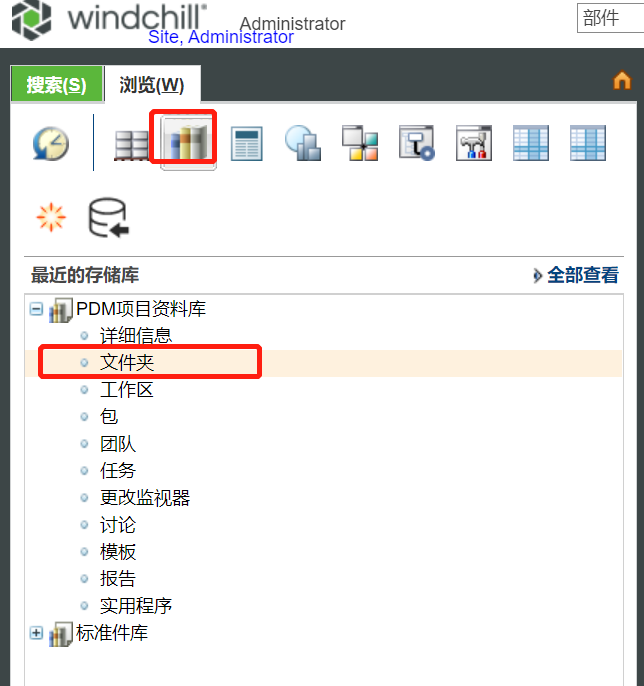 windchill® Administrator
Site, Administrator
部件
搜索(S) 浏览(W)
最近的存储库 全部查看
PDM项目资料库
详细信息
文件夹
工作区
包
团队
任务
更改监视器
讨论
模板
报告
实用程序
标准件库